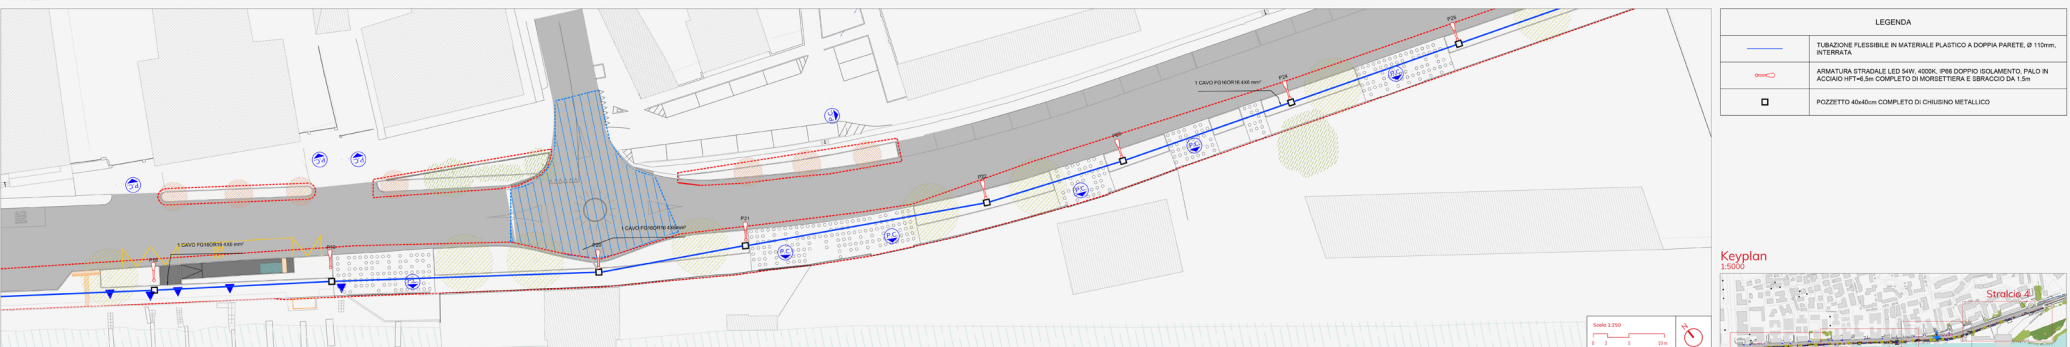 P25
P24
1 CAVO FG16OR16 4X6 mm²
P.C.
P.C.
P.C.
P.C.
P.C.
P.C.
P21
1 CAVO FG16OR16 4X6 mm²
P.C.
P.C.
1 CAVO FG16OR16 4X6 mm²
P.C.
LEGENDA
TUBAZIONE FLESSIBILE IN MATERIALE PLASTICO A DOPPIA PARETE, Ø 110mm,
INTERRATA
ARMATURA STRADALE LED 54W, 4000K, IP66 DOPPIO ISOLAMENTO, PALO IN
ACCIAIO HFT=6,5m COMPLETO DI MORSETTIERA E SBRACCIO DA 1.5m
POZZETTO 40x40cm COMPLETO DI CHIUSINO METALLICO
Keyplan
1:5000
Stralcio 4
Scala 1:250
10 m
N